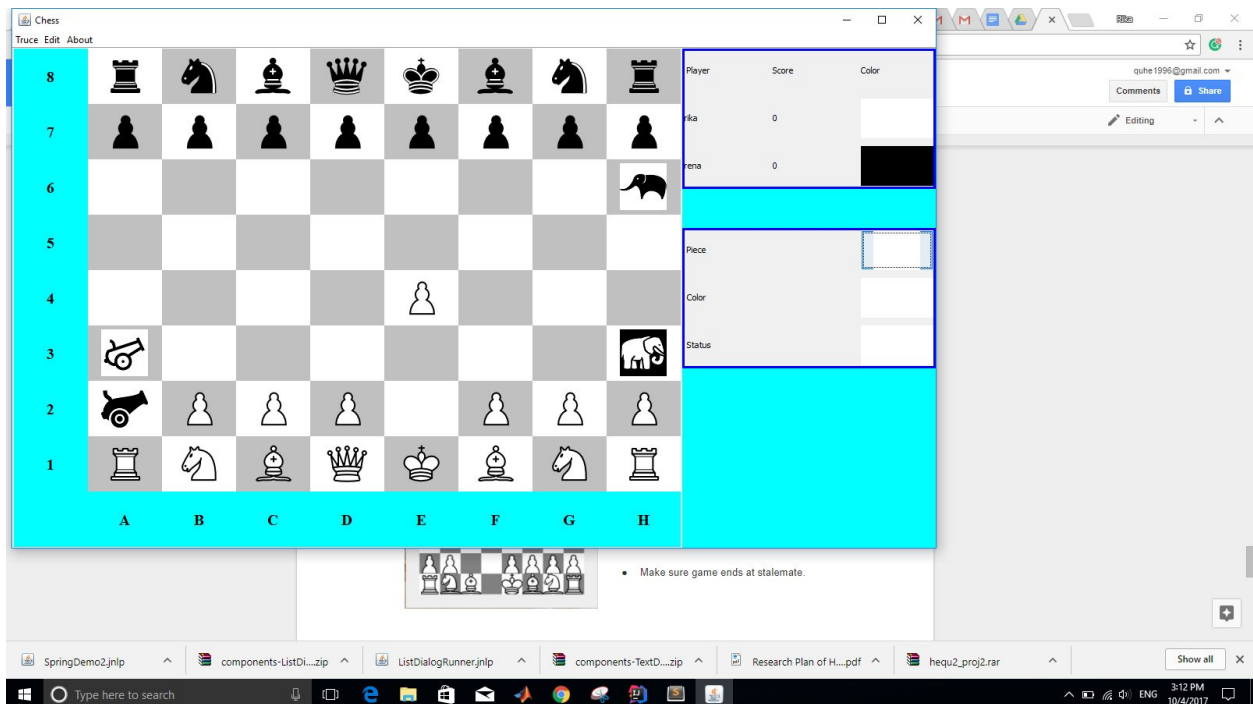 Chess
Truce Edit About
8
7
6
5
4
3
2
1
A B C D E F G H
Player Score Color
rika 0
rena 0
Piece
Color
Status
quhe1996@gmail.com
Comments Share
Editing
Make sure game ends at stalemate.
SpringDemo2.jnlp
components-ListDi....zip
ListDialogRunner.jnlp
components-TextD....zip
Research Plan of H....pdf
hequ2_proj2.rar
Show all
Type here to search
ENG
3:12 PM
10/4/2017